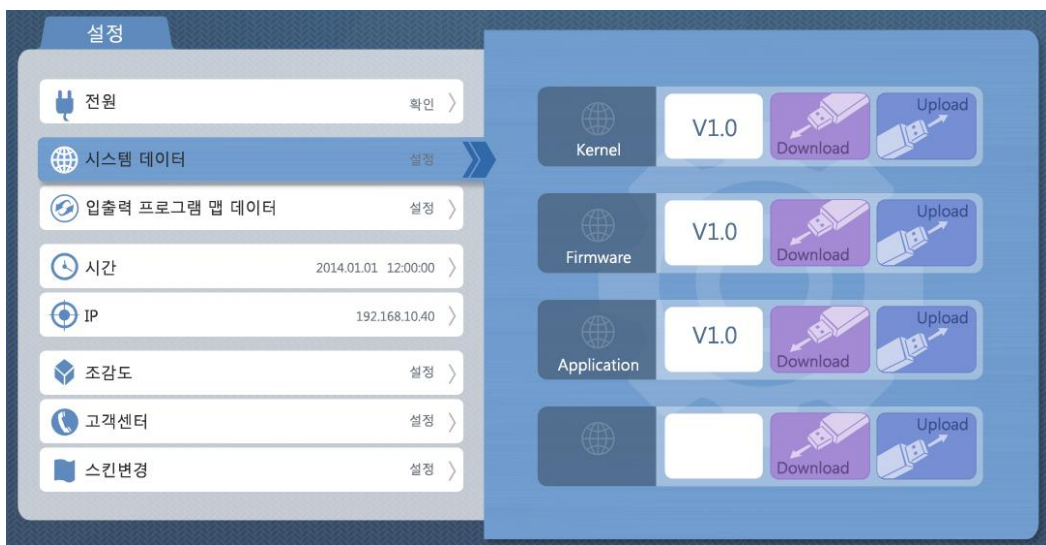 설정
전원 확인
시스템 데이터 설정
입출력 프로그램 맵 데이터 설정
시간 2014.01.01 12:00:00
IP 192.168.10.40
조감도 설정
고객센터 설정
스킨변경 설정
Kernel V1.0 Download Upload
Firmware V1.0 Download Upload
Application V1.0 Download Upload
Download Upload